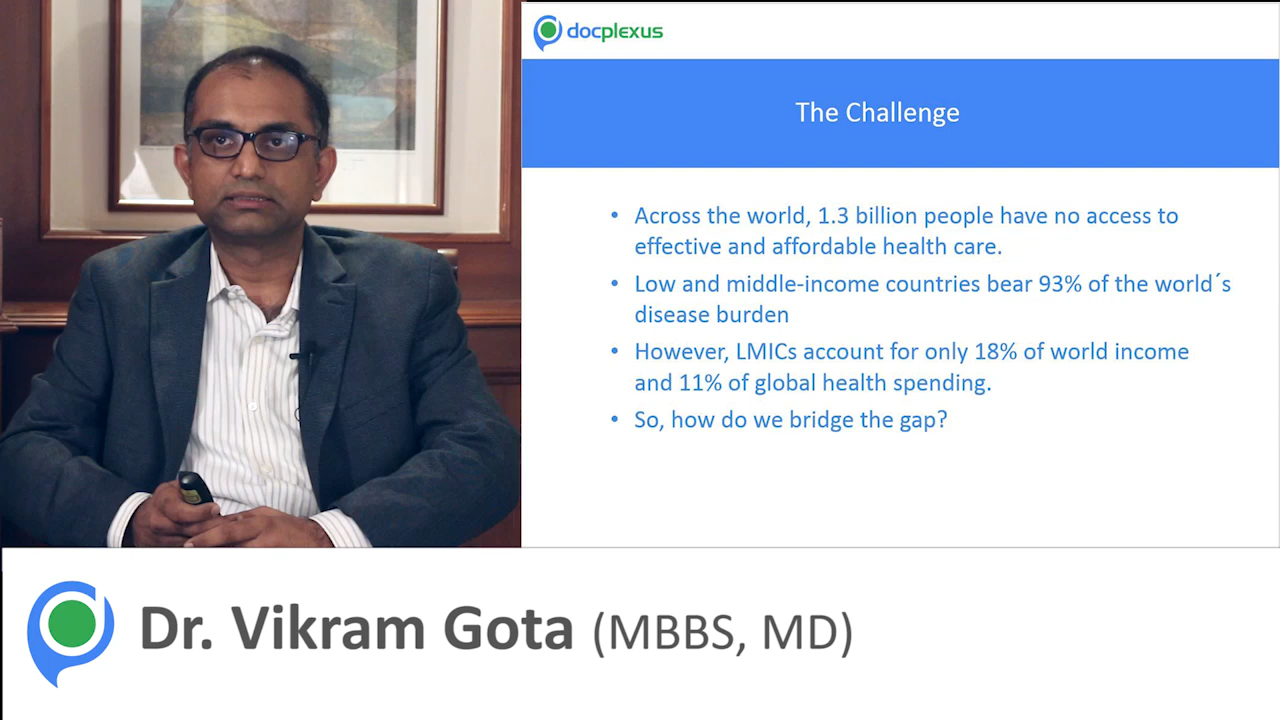 docplexus
The Challenge
• Across the world, 1.3 billion people have no access to
effective and affordable health care.
• Low and middle-income countries bear 93% of the world´s
disease burden
• However, LMICs account for only 18% of world income
and 11% of global health spending.
• So, how do we bridge the gap?
Dr. Vikram Gota (MBBS, MD)